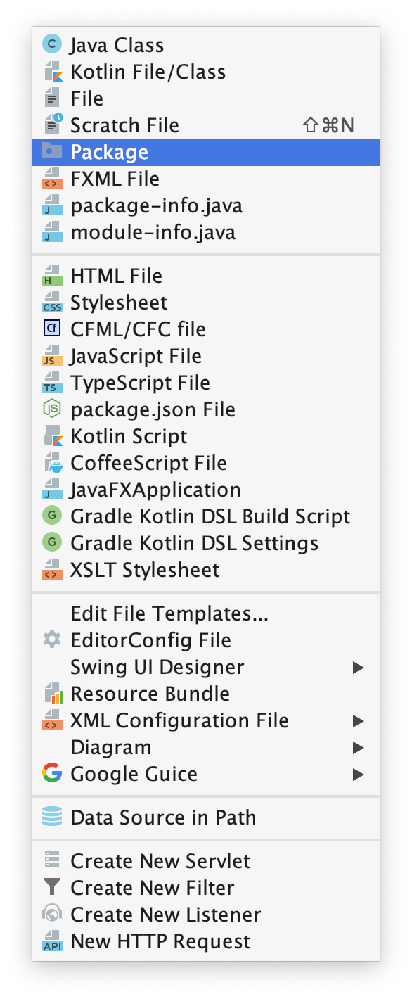 Java Class
Kotlin File/Class
File
Scratch File ⇧⌘N
Package
FXML File
package-info.java
module-info.java
HTML File
Stylesheet
CFML/CFC file
JavaScript File
TypeScript File
package.json File
Kotlin Script
CoffeeScript File
JavaFXApplication
Gradle Kotlin DSL Build Script
Gradle Kotlin DSL Settings
XSLT Stylesheet
Edit File Templates...
EditorConfig File
Swing UI Designer
Resource Bundle
XML Configuration File
Diagram
Google Guice
Data Source in Path
Create New Servlet
Create New Filter
Create New Listener
New HTTP Request